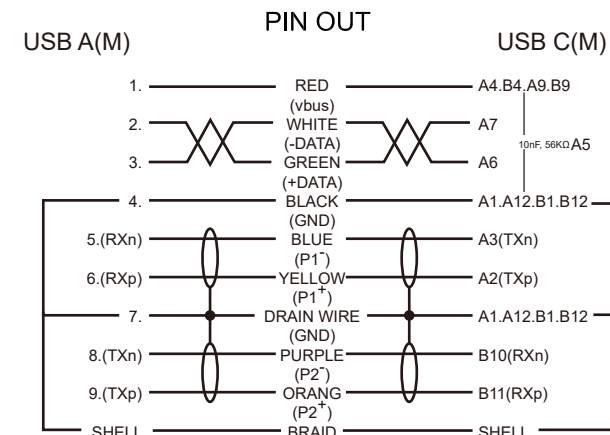 PIN OUT
USB A(M) USB C(M)
1. RED A4.B4.A9.B9
(vbus)
2. WHITE A7
(-DATA) 10nF, 56KΩ A5
3. GREEN A6
(+DATA)
4. BLACK A1.A12.B1.B12
(GND)
5.(RXn) BLUE A3(TXn)
(P1-)
6.(RXp) YELLOW A2(TXp)
(P1+)
7. DRAIN WIRE A1.A12.B1.B12
(GND)
8.(TXn) PURPLE B10(RXn)
(P2-)
9.(TXp) ORANG B11(RXp)
(P2+)
SHELL BRAID SHELL